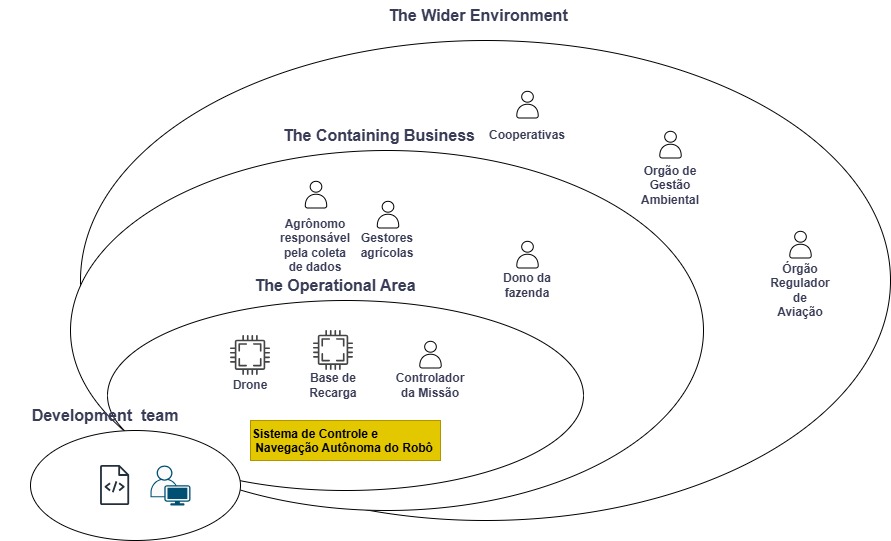 The Wider Environment
Cooperativas
The Containing Business
Orgão de
Gestão
Ambiental
Agrônomo
responsável
pela coleta
de dados
Gestores
agrícolas
Dono da
fazenda
Órgão
Regulador
de
Aviação
The Operational Area
Drone
Base de
Recarga
Controlador
da Missão
Development team
Sistema de Controle e
Navegação Autônoma do Robô
</>